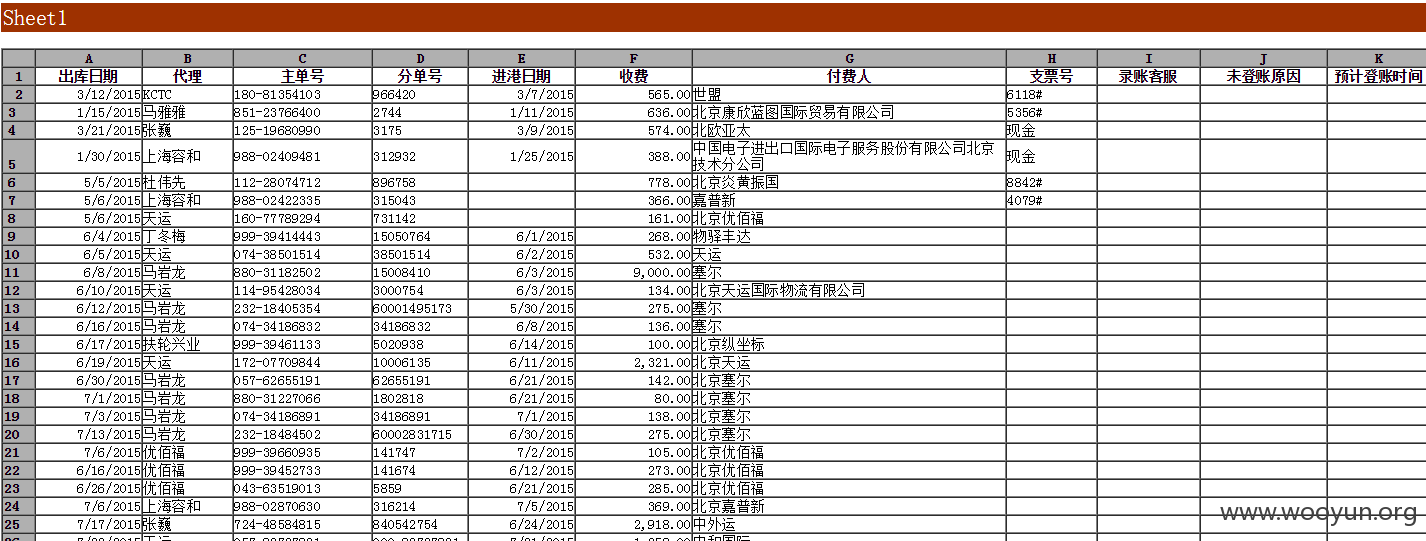 Sheet1
A B C D E F G H I J K
1 出库日期 代理 主单号 分单号 进港日期 收费 付费人 支票号 录账客服 未登账原因 预计登账时间
2 3/12/2015 KCTC 180-81354103 966420 3/7/2015 565.00 世盟 6118#
3 1/15/2015 马雅雅 851-23766400 2744 1/11/2015 636.00 北京康欣蓝图国际贸易有限公司 5356#
4 3/21/2015 张巍 125-19680990 3175 3/9/2015 574.00 北欧亚太 现金
5 1/30/2015 上海容和 988-02409481 312932 1/25/2015 388.00 中国电子进出口国际电子服务股份有限公司北京
技术分公司 现金
6 5/5/2015 杜伟先 112-28074712 896758 778.00 北京炎黄振国 8842#
7 5/6/2015 上海容和 988-02422335 315043 366.00 嘉普新 4079#
8 5/6/2015 天运 160-77789294 731142 161.00 北京优佰福
9 6/4/2015 丁冬梅 999-39414443 15050764 6/1/2015 268.00 物驿丰达
10 6/5/2015 天运 074-38501514 38501514 6/2/2015 532.00 天运
11 6/8/2015 马岩龙 880-31182502 15008410 6/3/2015 9,000.00 塞尔
12 6/10/2015 天运 114-95428034 3000754 6/3/2015 134.00 北京天运国际物流有限公司
13 6/12/2015 马岩龙 232-18405354 60001495173 5/30/2015 275.00 塞尔
14 6/16/2015 马岩龙 074-34186832 34186832 6/8/2015 136.00 塞尔
15 6/17/2015 扶轮兴业 999-39461133 5020938 6/14/2015 100.00 北京纵坐标
16 6/19/2015 天运 172-07709844 10006135 6/11/2015 2,321.00 北京天运
17 6/30/2015 马岩龙 057-62655191 62655191 6/21/2015 142.00 北京塞尔
18 7/1/2015 马岩龙 880-31227066 1802818 6/21/2015 80.00 北京塞尔
19 7/3/2015 马岩龙 074-34186891 34186891 7/1/2015 138.00 北京塞尔
20 7/13/2015 马岩龙 232-18484502 60002831715 6/30/2015 275.00 北京塞尔
21 7/6/2015 优佰福 999-39660935 141747 7/2/2015 105.00 北京优佰福
22 6/16/2015 优佰福 999-39452733 141674 6/12/2015 273.00 北京优佰福
23 6/26/2015 优佰福 043-63519013 5859 6/21/2015 285.00 北京优佰福
24 7/6/2015 上海容和 988-02870630 316214 7/5/2015 369.00 北京嘉普新
25 7/17/2015 张巍 724-48584815 840542754 6/24/2015 2,918.00 中外运
www.wooyun.org